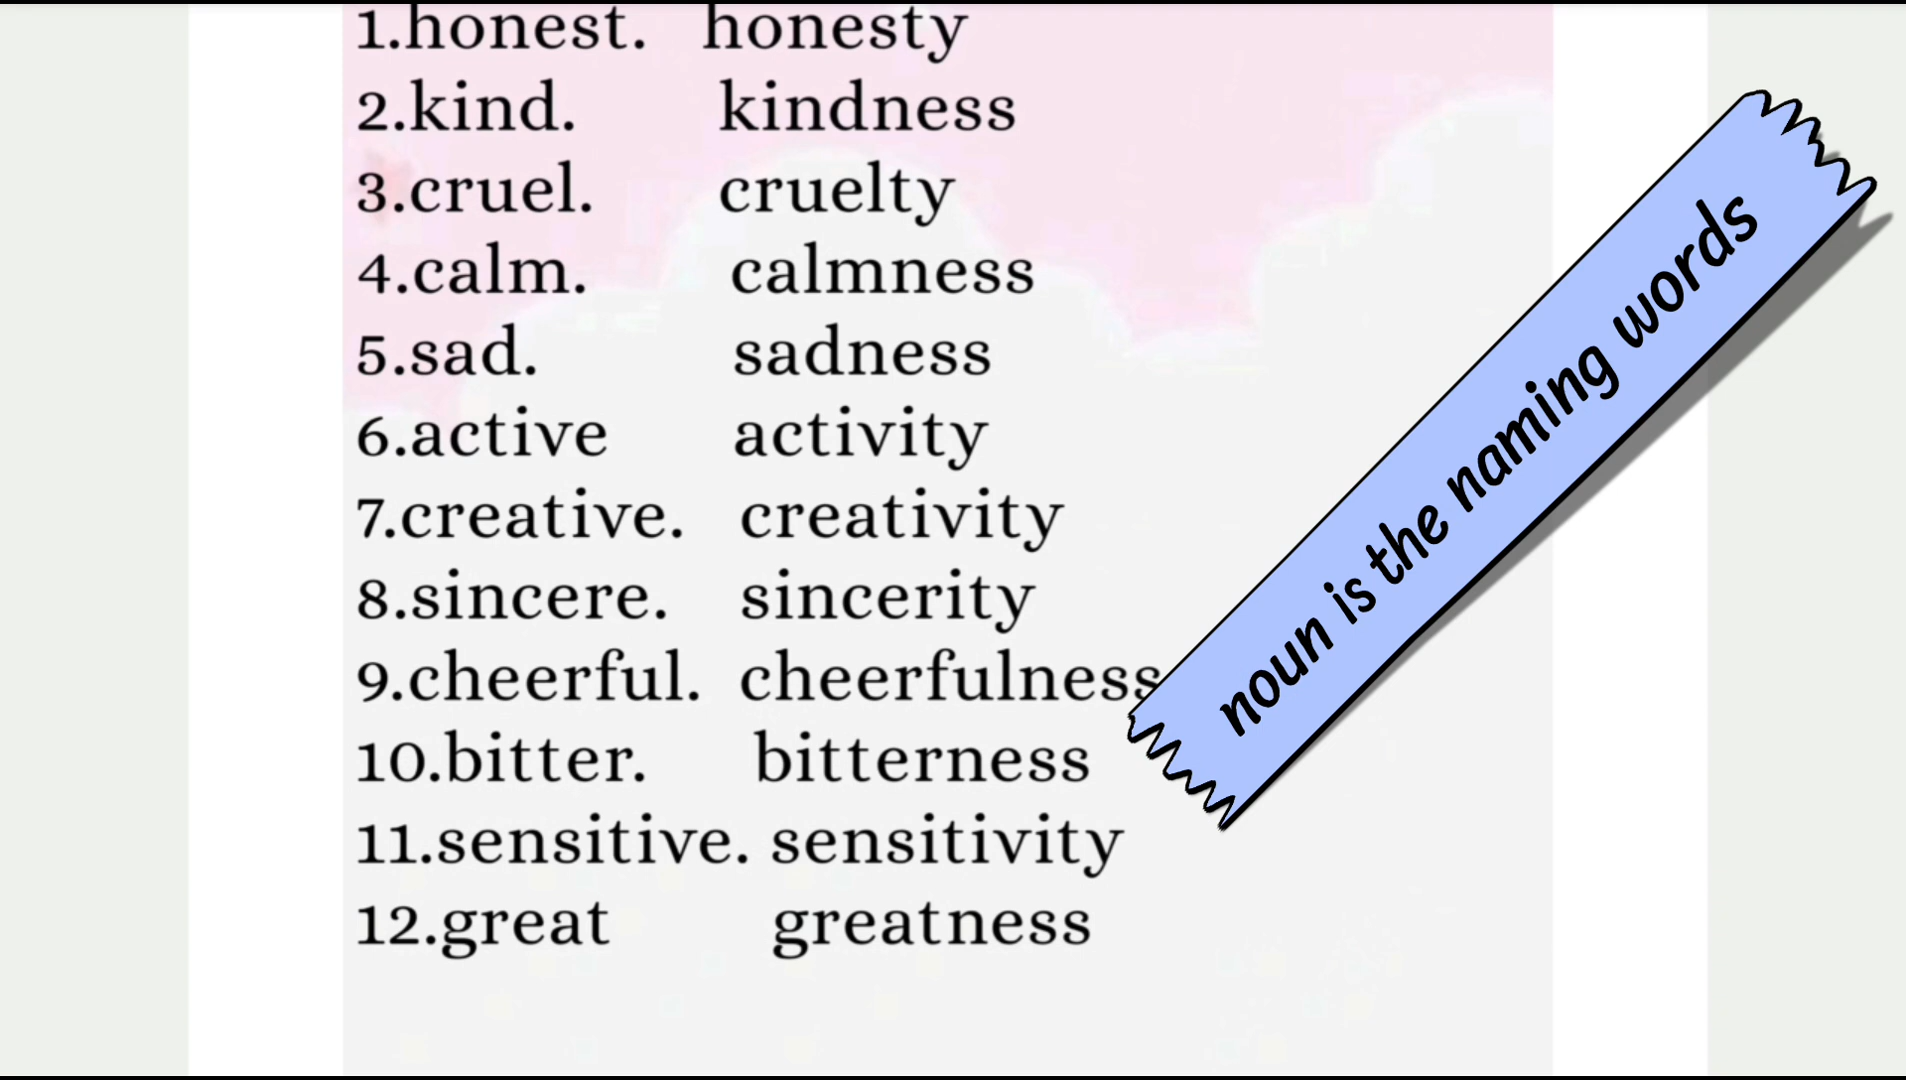 1.honest. honesty
2.kind. kindness
3.cruel. cruelty
4.calm. calmness
5.sad. sadness
6.active activity
7.creative. creativity
8.sincere. sincerity
9.cheerful. cheerfulness
10.bitter. bitterness
11.sensitive. sensitivity
12.great greatness
noun is the naming words